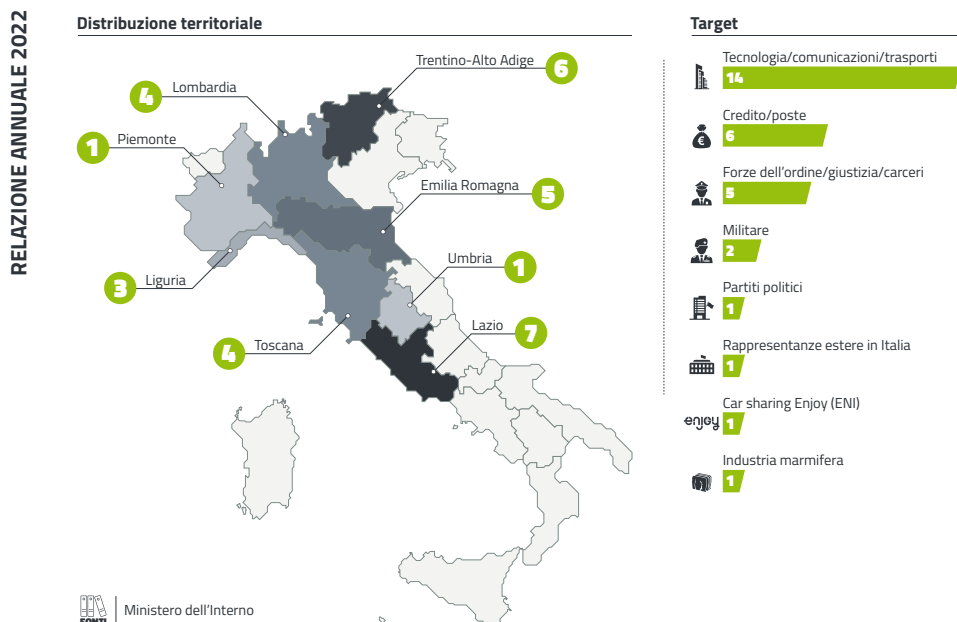 RELAZIONE ANNUALE 2022
Distribuzione territoriale
Trentino-Alto Adige 6
4 Lombardia
1 Piemonte
Emilia Romagna 5
Umbria 1
3 Liguria
Lazio 7
4 Toscana
Target
Tecnologia/comunicazioni/trasporti
14
Credito/poste
6
Forze dell'ordine/giustizia/carceri
5
Militare
2
Partiti politici
1
Rappresentanze estere in Italia
1
Car sharing Enjoy (ENI)
enjoy 1
Industria marmifera
1
FONTI Ministero dell'Interno